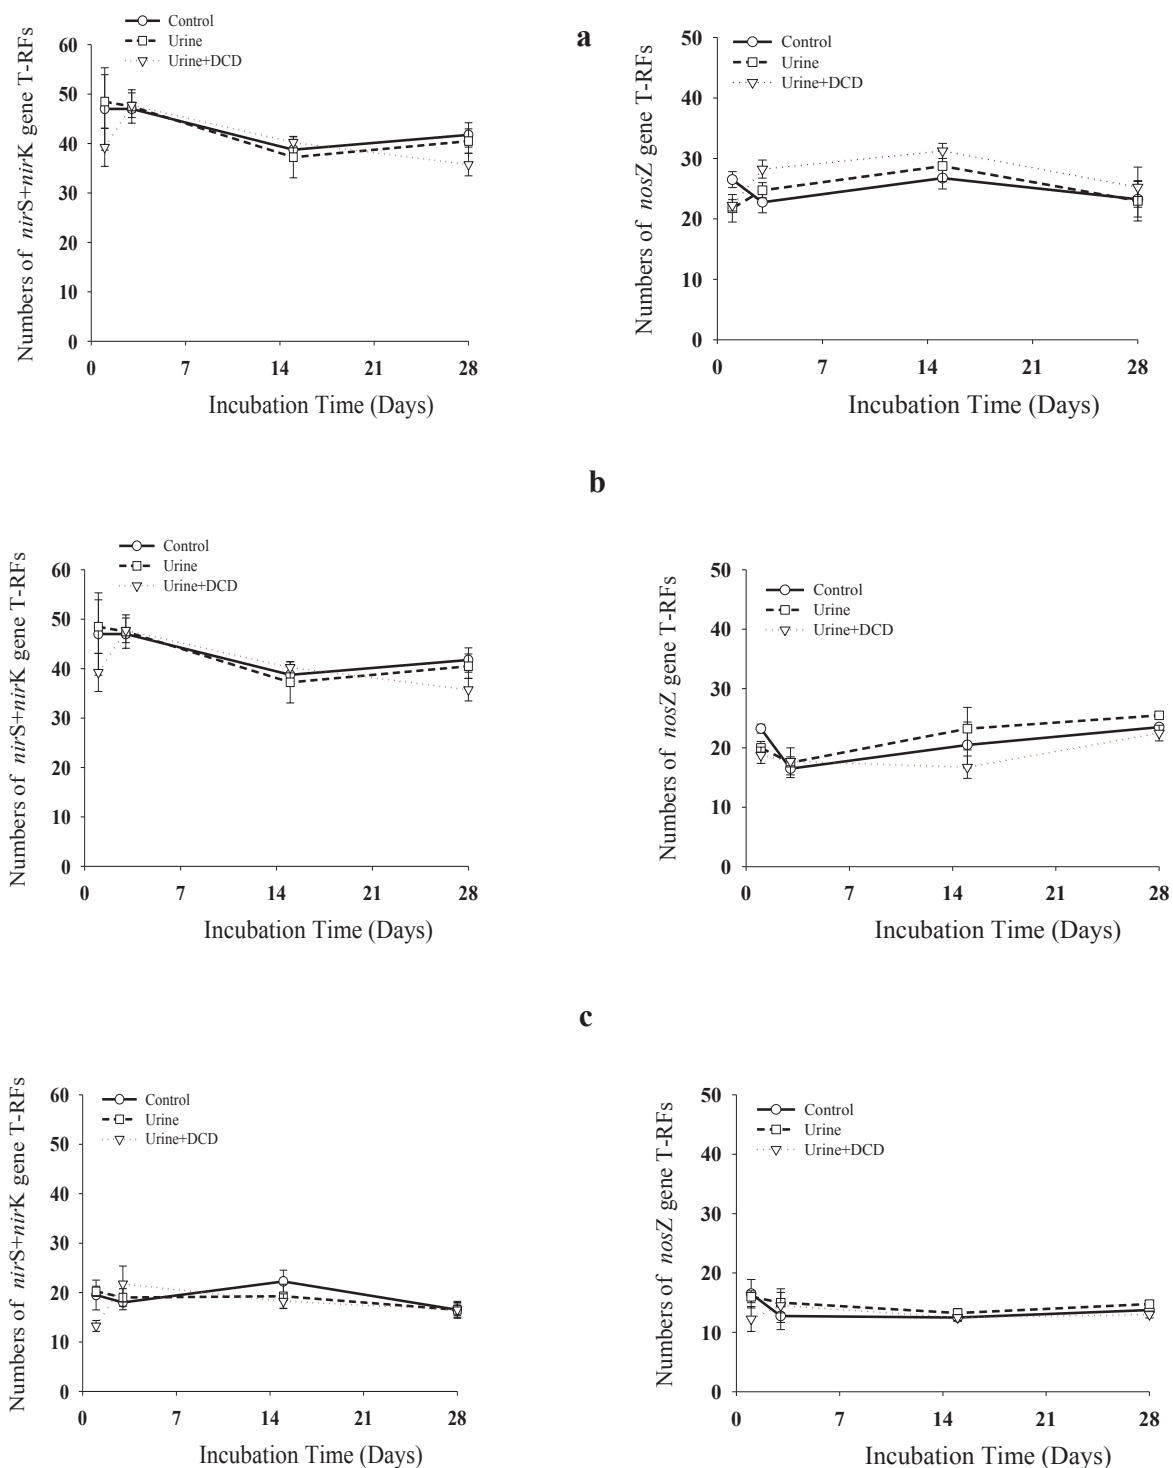 a
Control
Urine
Urine+DCD
Numbers of nirS+nirK gene T-RFs
60
50
40
30
20
10
0
0 7 14 21 28
Incubation Time (Days)
Control
Urine
Urine+DCD
Numbers of nosZ gene T-RFs
50
40
30
20
10
0
0 7 14 21 28
Incubation Time (Days)
b
Control
Urine
Urine+DCD
Numbers of nirS+nirK gene T-RFs
60
50
40
30
20
10
0
0 7 14 21 28
Incubation Time (Days)
Control
Urine
Urine+DCD
Numbers of nosZ gene T-RFs
50
40
30
20
10
0
0 7 14 21 28
Incubation Time (Days)
c
Control
Urine
Urine+DCD
Numbers of nirS+nirK gene T-RFs
60
50
40
30
20
10
0
0 7 14 21 28
Incubation Time (Days)
Control
Urine
Urine+DCD
Numbers of nosZ gene T-RFs
50
40
30
20
10
0
0 7 14 21 28
Incubation Time (Days)